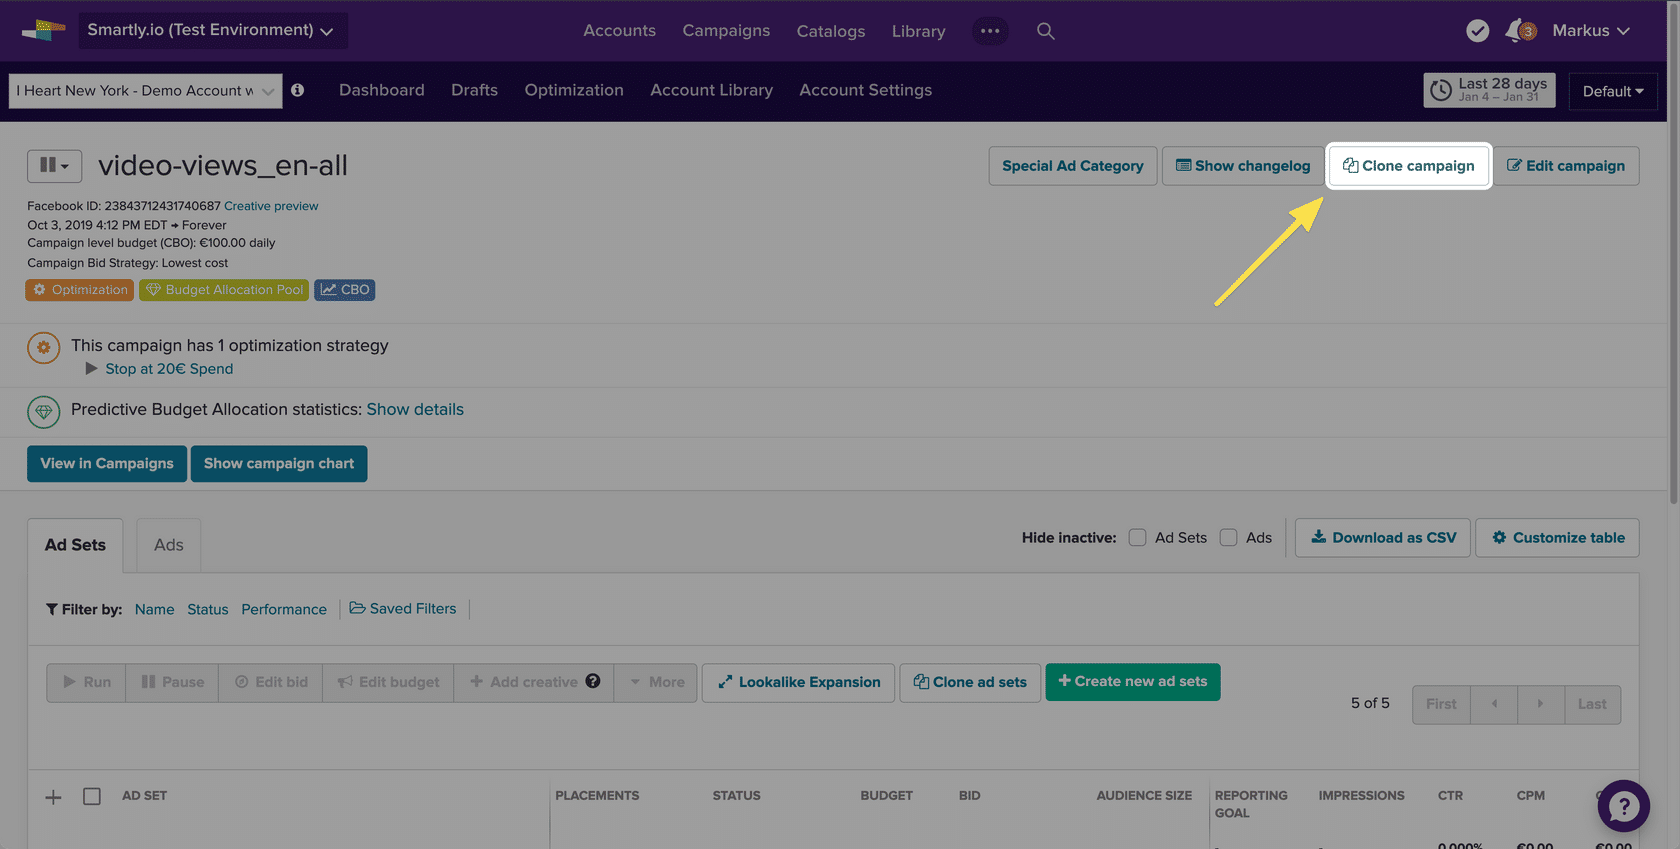 Smartly.io (Test Environment)
Accounts
Campaigns
Catalogs
Library
3
Markus
I Heart New York - Demo Account w
Dashboard
Drafts
Optimization
Account Library
Account Settings
Last 28 days
Jan 4 – Jan 31
Default
video-views_en-all
Special Ad Category
Show changelog
Clone campaign
Edit campaign
Facebook ID: 23843712431740687 Creative preview
Oct 3, 2019 4:12 PM EDT → Forever
Campaign level budget (CBO): €100.00 daily
Campaign Bid Strategy: Lowest cost
Optimization
Budget Allocation Pool
CBO
This campaign has 1 optimization strategy
Stop at 20€ Spend
Predictive Budget Allocation statistics: Show details
View in Campaigns
Show campaign chart
Ad Sets
Ads
Hide inactive:
Ad Sets
Ads
Download as CSV
Customize table
Filter by:
Name
Status
Performance
Saved Filters
Run
Pause
Edit bid
Edit budget
Add creative
More
Lookalike Expansion
Clone ad sets
+ Create new ad sets
5 of 5
First
Last
AD SET
PLACEMENTS
STATUS
BUDGET
BID
AUDIENCE SIZE
REPORTING
GOAL
IMPRESSIONS
CTR
CPM
0.000%
€0.00
€0.00